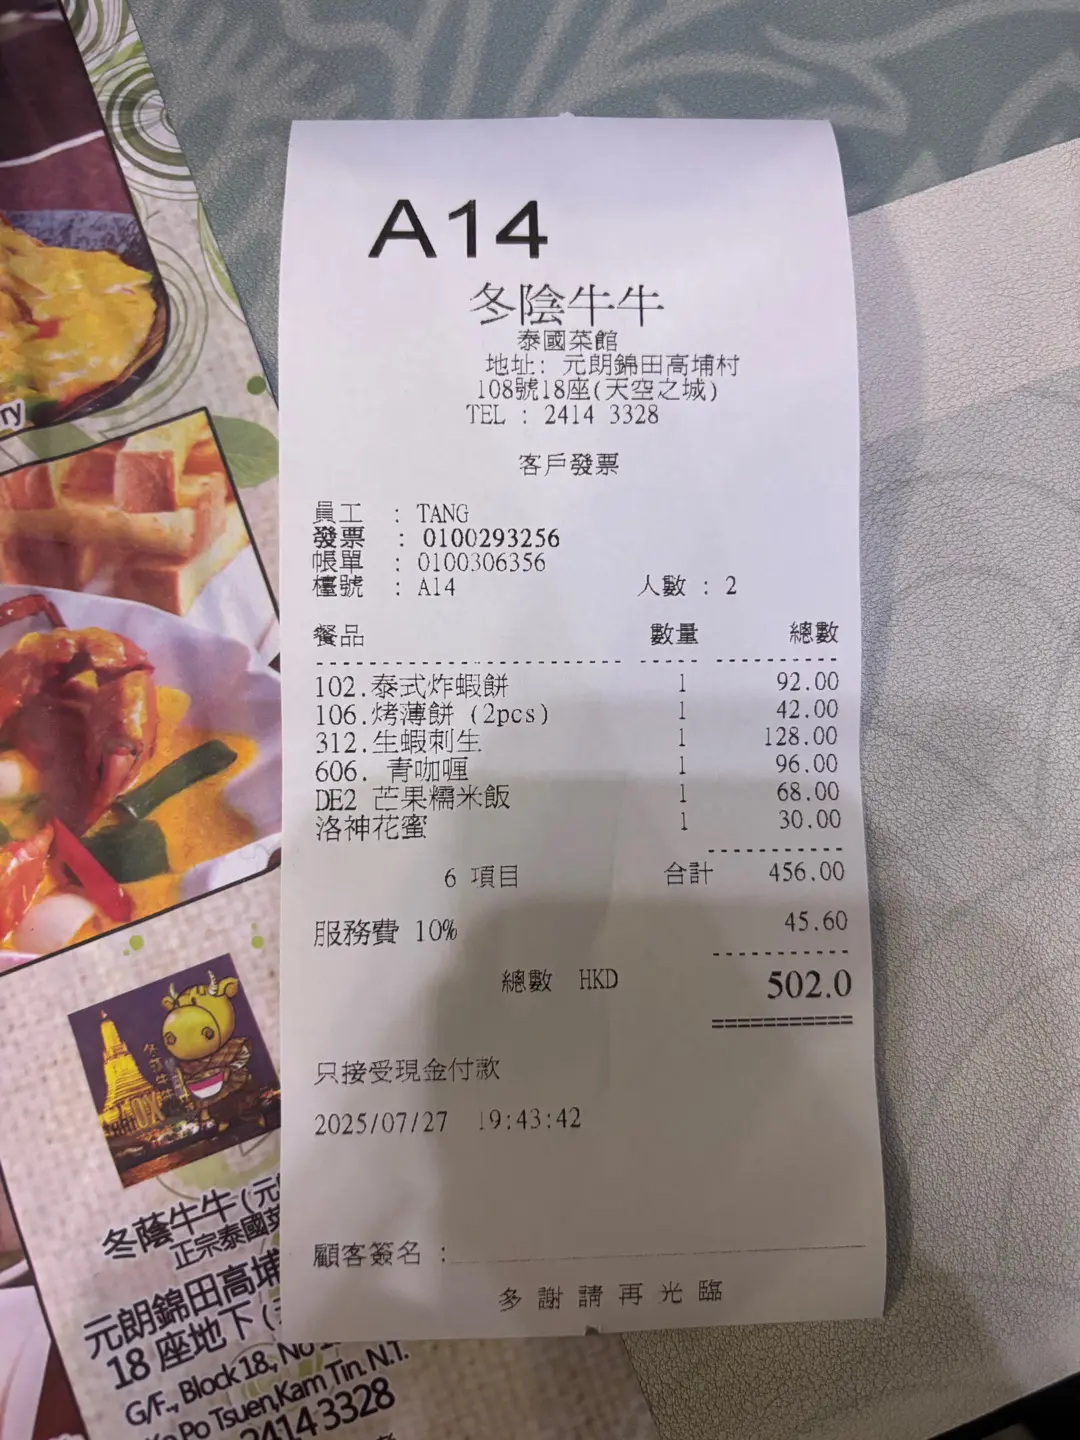 A14
冬陰牛牛
泰國菜館
地址: 元朗錦田高埔村
108號18座(天空之城)
TEL : 2414 3328
客戶發票
員工 : TANG
發票 : 0100293256
帳單 : 0100306356
檯號 : A14 人數 : 2
餐品 數量 總數
102.泰式炸蝦餅 1 92.00
106.烤薄餅 (2pcs) 1 42.00
312.生蝦刺生 1 128.00
606. 青咖喱 1 96.00
DE2 芒果糯米飯 1 68.00
洛神花蜜 1 30.00
6 項目 合計 456.00
服務費 10% 45.60
總數 HKD 502.0
只接受現金付款
2025/07/27 19:43:42
顧客簽名 :
多謝請再光臨
ry
冬蔭牛牛(元
正宗泰國菜
元朗錦田高埔
18座地下(
G/F., Block 18, No
Po Tsuen, Kam Tin. N.T.
2414 3328